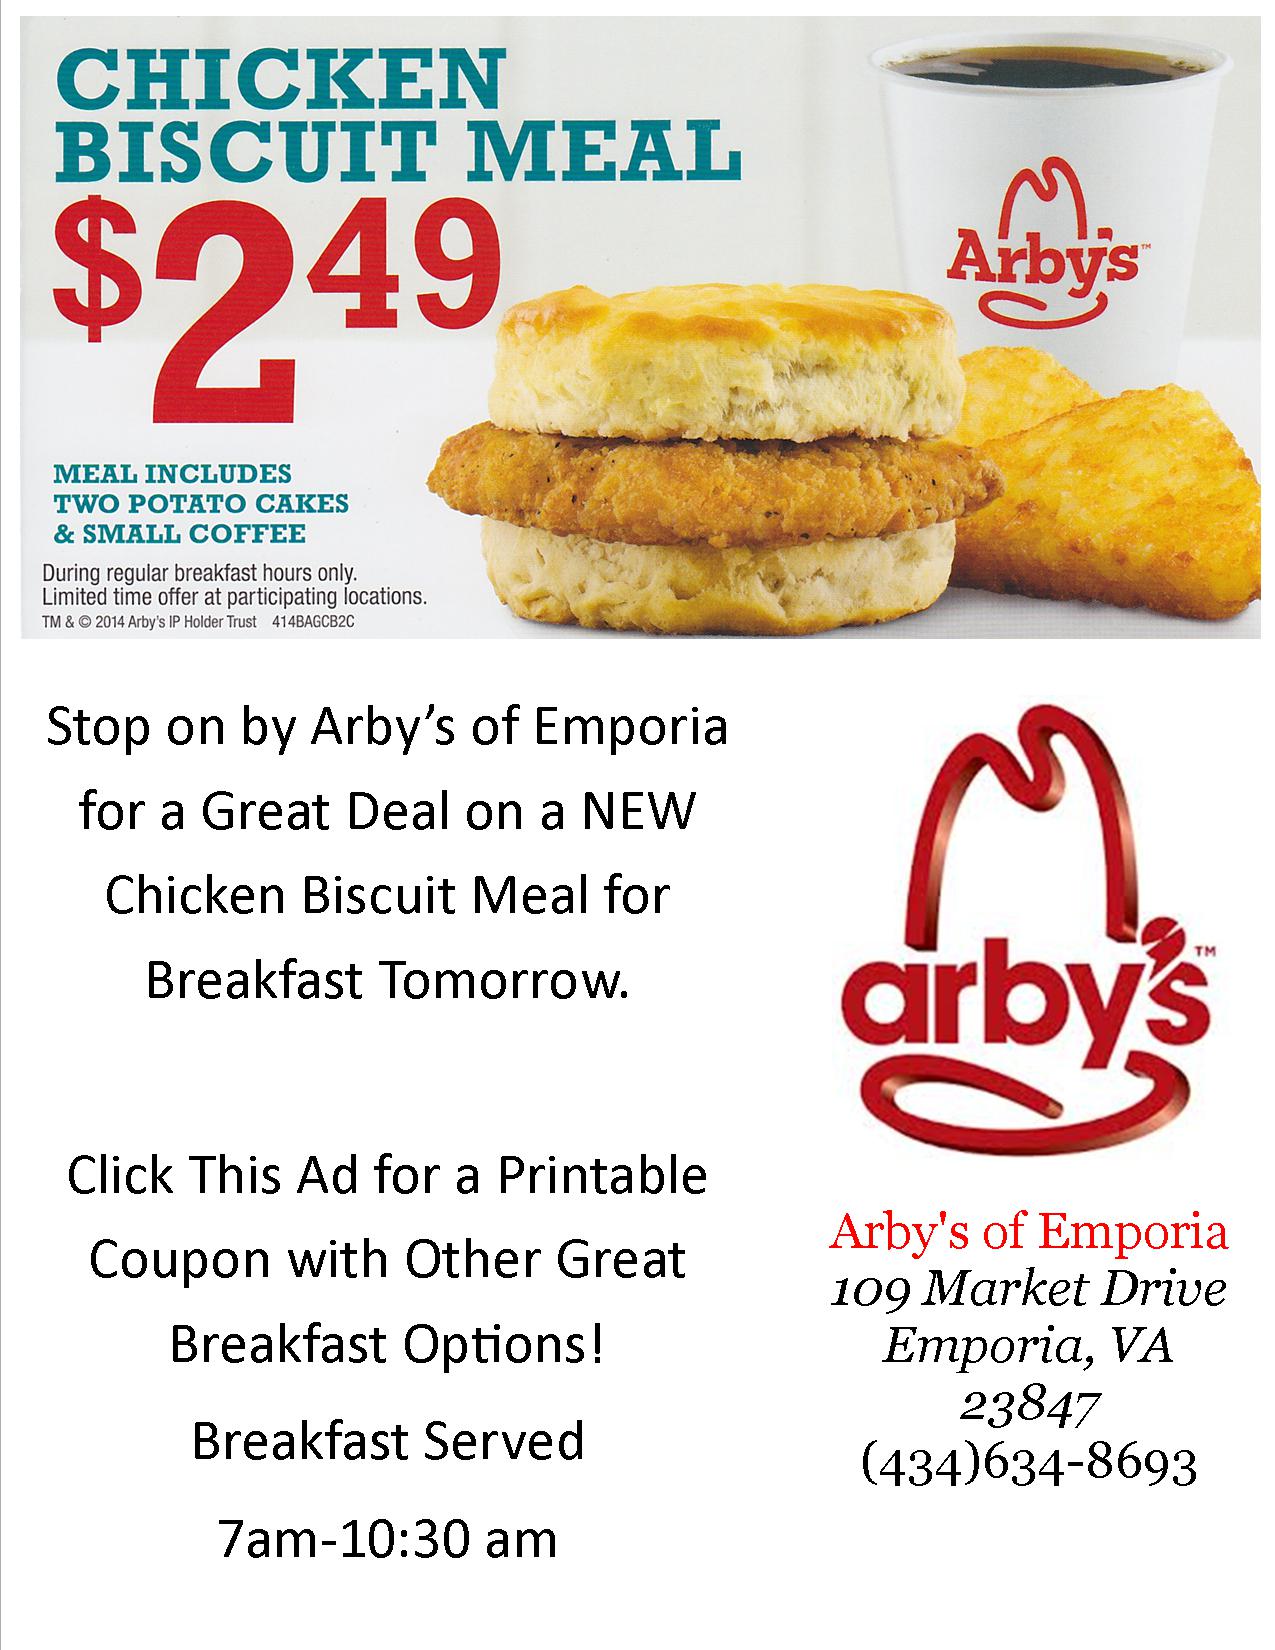 CHICKEN
BISCUIT MEAL
$2.49
MEAL INCLUDES
TWO POTATO CAKES
& SMALL COFFEE
During regular breakfast hours only.
Limited time offer at participating locations.
TM & © 2014 Arby's IP Holder Trust 414BAGCB2C
Arby's™
Stop on by Arby’s of Emporia
for a Great Deal on a NEW
Chicken Biscuit Meal for
Breakfast Tomorrow.
Click This Ad for a Printable
Coupon with Other Great
Breakfast Options!
Breakfast Served
7am-10:30 am
arby's™
Arby's of Emporia
109 Market Drive
Emporia, VA
23847
(434)634-8693